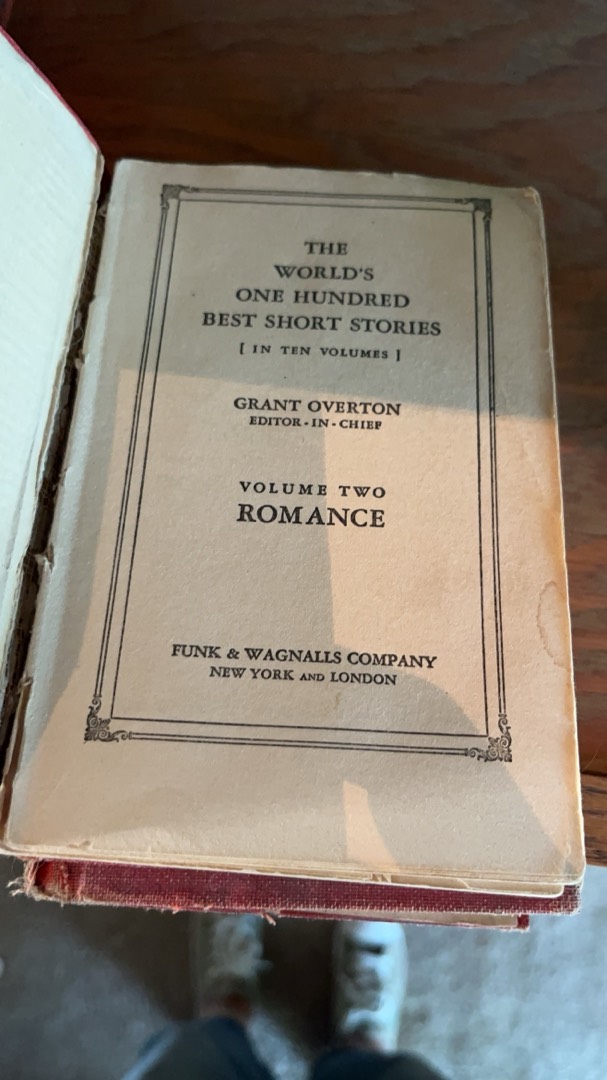 THE
WORLD'S
ONE HUNDRED
BEST SHORT STORIES
[ IN TEN VOLUMES ]
GRANT OVERTON
EDITOR-IN-CHIEF
VOLUME TWO
ROMANCE
FUNK & WAGNALLS COMPANY
NEW YORK AND LONDON